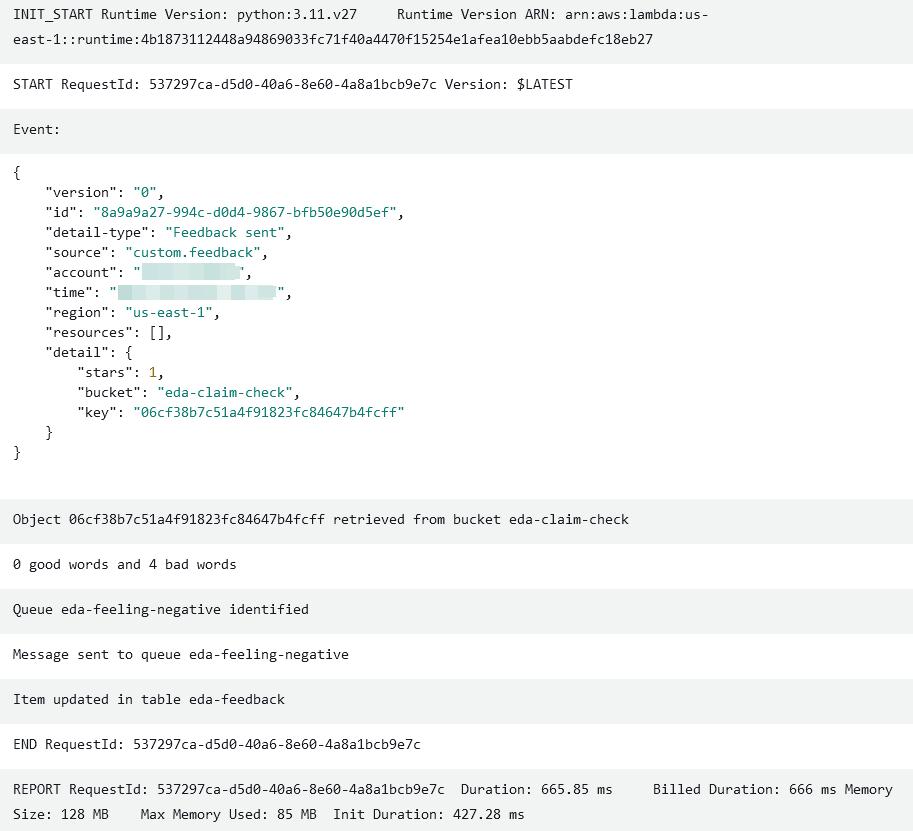 INIT_START Runtime Version: python:3.11.v27 Runtime Version ARN: arn:aws:lambda:us-
east-1::runtime:4b1873112448a94869033fc71f40a4470f15254e1afea10ebb5aabdefc18eb27
START RequestId: 537297ca-d5d0-40a6-8e60-4a8a1bcb9e7c Version: $LATEST
Event:
{
    "version": "0",
    "id": "8a9a9a27-994c-d0d4-9867-bfb50e90d5ef",
    "detail-type": "Feedback sent",
    "source": "custom.feedback",
    "account": "",
    "time": "",
    "region": "us-east-1",
    "resources": [],
    "detail": {
        "stars": 1,
        "bucket": "eda-claim-check",
        "key": "06cf38b7c51a4f91823fc84647b4fcff"
    }
}
Object 06cf38b7c51a4f91823fc84647b4fcff retrieved from bucket eda-claim-check
0 good words and 4 bad words
Queue eda-feeling-negative identified
Message sent to queue eda-feeling-negative
Item updated in table eda-feedback
END RequestId: 537297ca-d5d0-40a6-8e60-4a8a1bcb9e7c
REPORT RequestId: 537297ca-d5d0-40a6-8e60-4a8a1bcb9e7c Duration: 665.85 ms Billed Duration: 666 ms Memory
Size: 128 MB Max Memory Used: 85 MB Init Duration: 427.28 ms